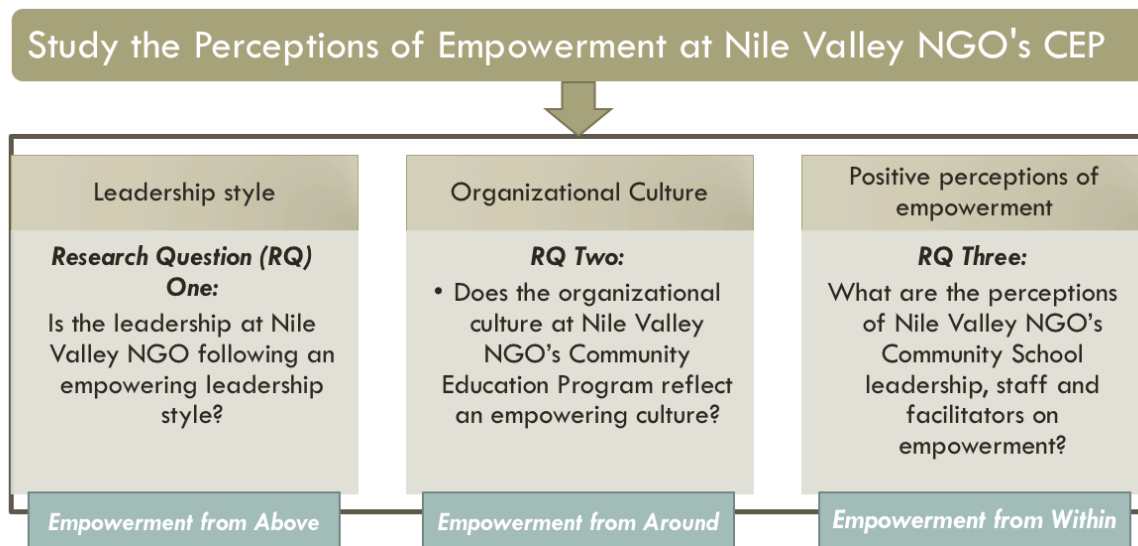 Study the Perceptions of Empowerment at Nile Valley NGO's CEP
Leadership style
Research Question (RQ)
One:
Is the leadership at Nile
Valley NGO following an
empowering leadership
style?
Empowerment from Above
Organizational Culture
RQ Two:
• Does the organizational
culture at Nile Valley
NGO’s Community
Education Program reflect
an empowering culture?
Empowerment from Around
Positive perceptions of
empowerment
RQ Three:
What are the perceptions
of Nile Valley NGO’s
Community School
leadership, staff and
facilitators on
empowerment?
Empowerment from Within